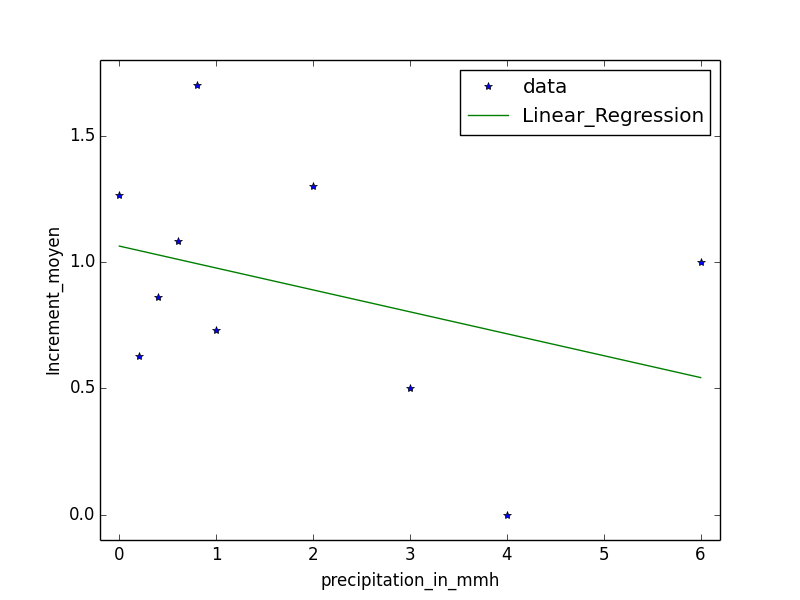 data
Linear_Regression
1.5
1.0
0.5
0.0
Increment_moyen
0 1 2 3 4 5 6
precipitation_in_mmh